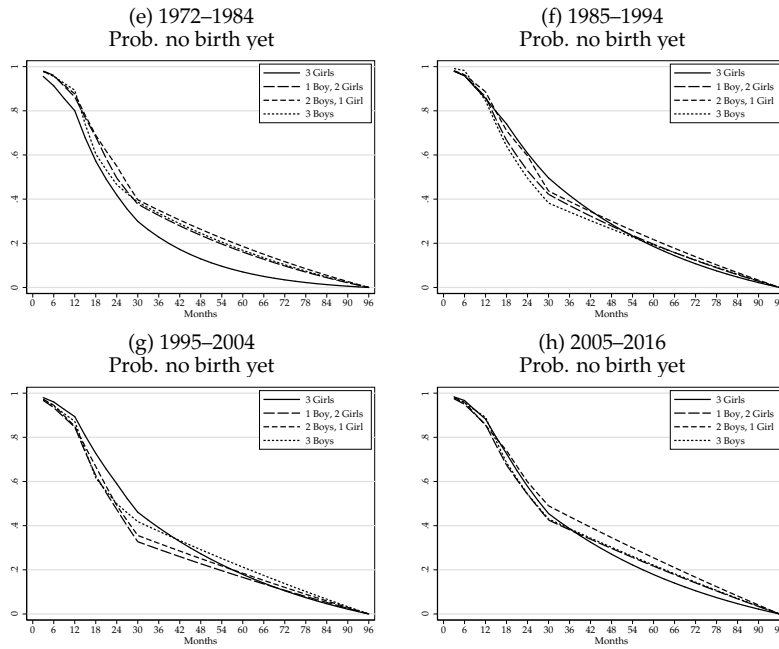 (e) 1972–1984
Prob. no birth yet
3 Girls
1 Boy, 2 Girls
2 Boys, 1 Girl
3 Boys
1
.8
.6
.4
.2
0
0 6 12 18 24 30 36 42 48 54 60 66 72 78 84 90 96
Months
(f) 1985–1994
Prob. no birth yet
3 Girls
1 Boy, 2 Girls
2 Boys, 1 Girl
3 Boys
1
.8
.6
.4
.2
0
0 6 12 18 24 30 36 42 48 54 60 66 72 78 84 90 96
Months
(g) 1995–2004
Prob. no birth yet
3 Girls
1 Boy, 2 Girls
2 Boys, 1 Girl
3 Boys
1
.8
.6
.4
.2
0
0 6 12 18 24 30 36 42 48 54 60 66 72 78 84 90 96
Months
(h) 2005–2016
Prob. no birth yet
3 Girls
1 Boy, 2 Girls
2 Boys, 1 Girl
3 Boys
1
.8
.6
.4
.2
0
0 6 12 18 24 30 36 42 48 54 60 66 72 78 84 90 96
Months